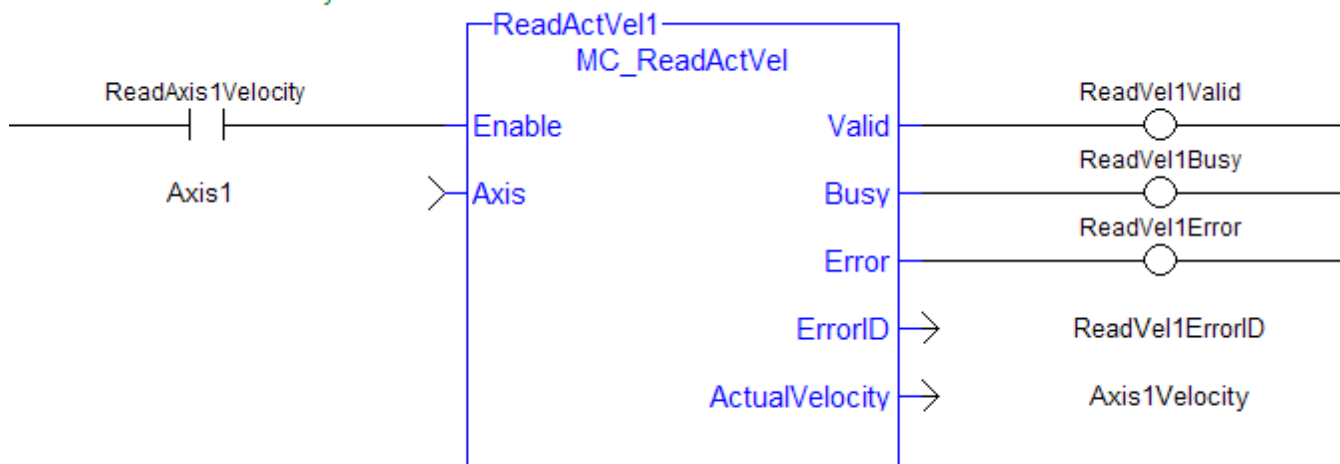 ReadActVel1
MC_ReadActVel
ReadAxis1Velocity
ReadVel1Valid
Enable
Valid
ReadVel1Busy
Axis1
Axis
Busy
ReadVel1Error
Error
ErrorID
ReadVel1ErrorID
ActualVelocity
Axis1Velocity